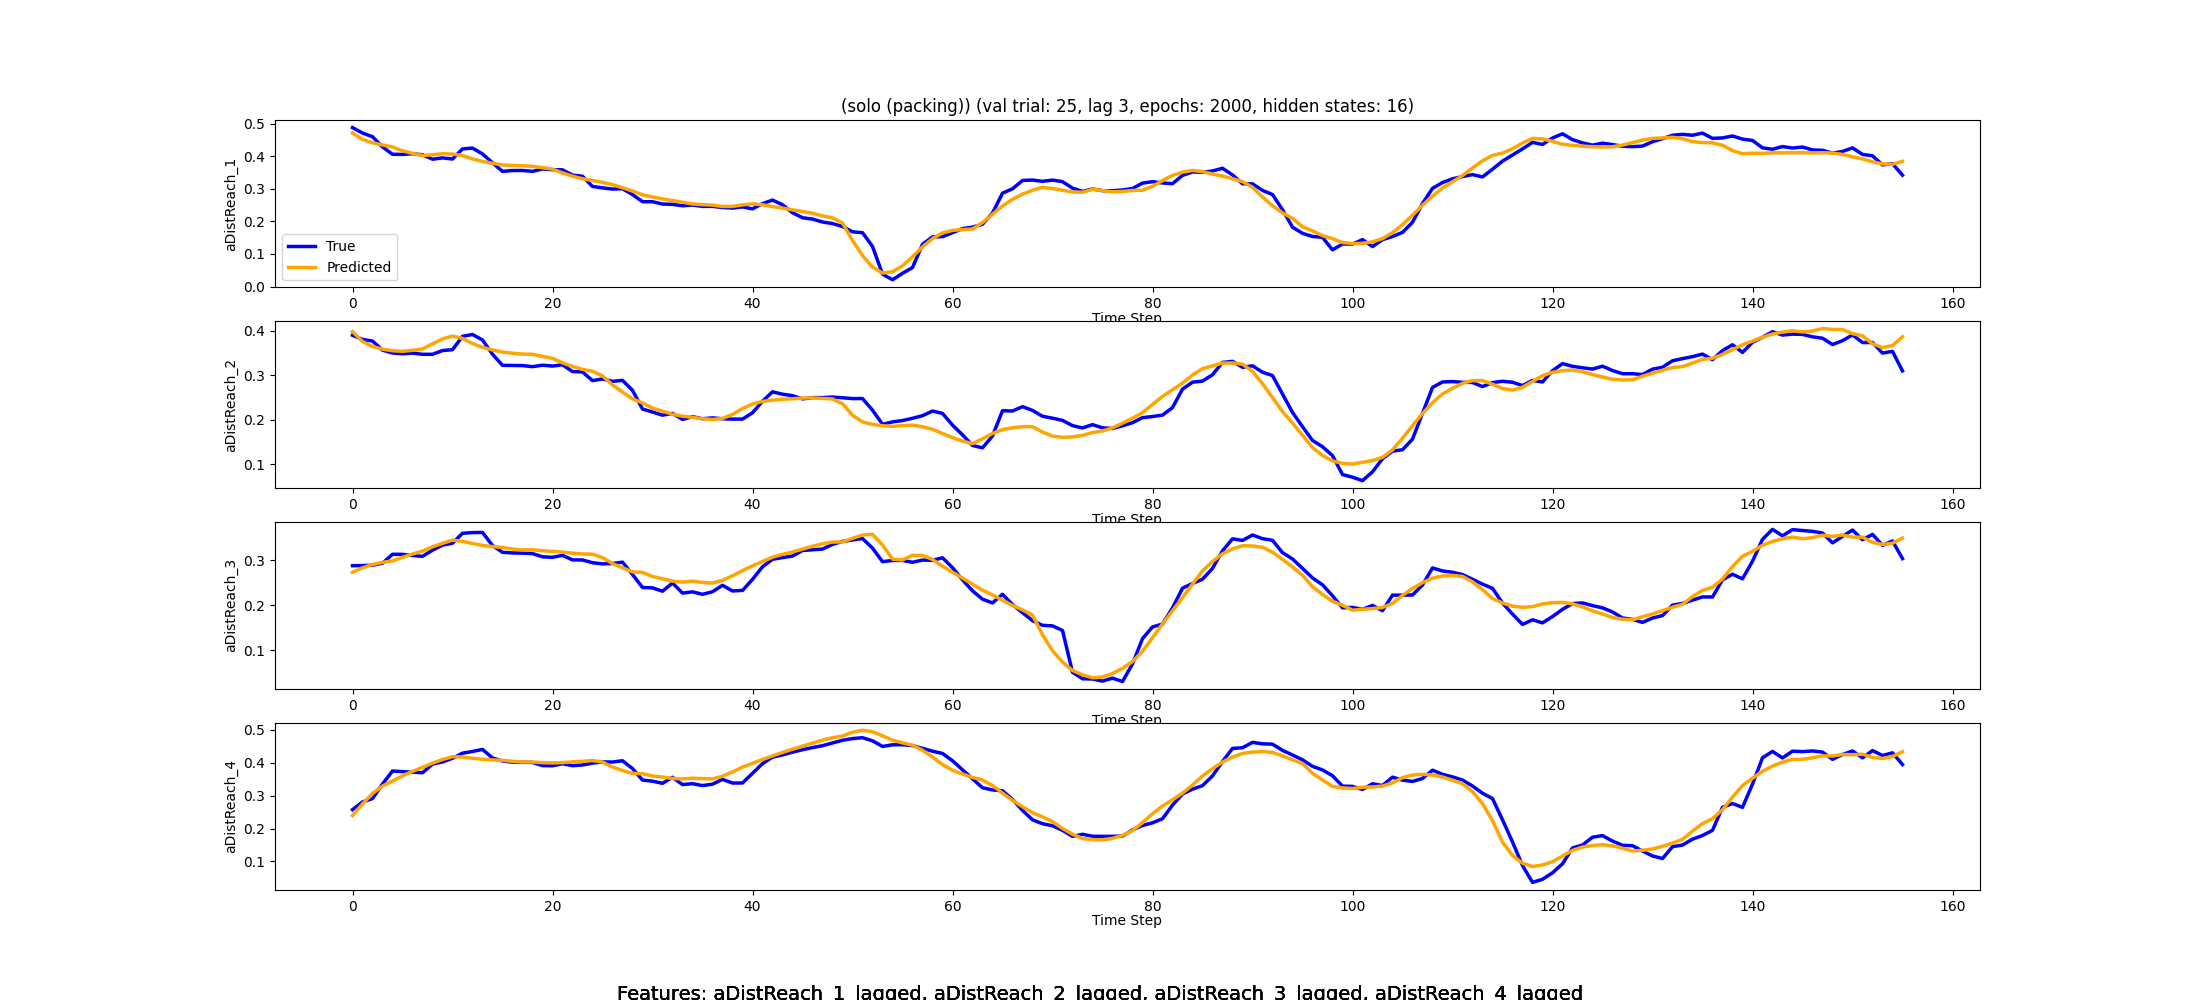 (solo (packing)) (val trial: 25, lag 3, epochs: 2000, hidden states: 16)
aDistReach_1
0.5
0.4
0.3
0.2
0.1
0.0
True
Predicted
0 20 40 60 80 100 120 140 160
Time Step
aDistReach_2
0.4
0.3
0.2
0.1
0 20 40 60 80 100 120 140 160
Time Step
aDistReach_3
0.3
0.2
0.1
0 20 40 60 80 100 120 140 160
Time Step
aDistReach_4
0.5
0.4
0.3
0.2
0.1
0 20 40 60 80 100 120 140 160
Time Step
Features: aDistReach_1_lagged, aDistReach_2_lagged, aDistReach_3_lagged, aDistReach_4_lagged